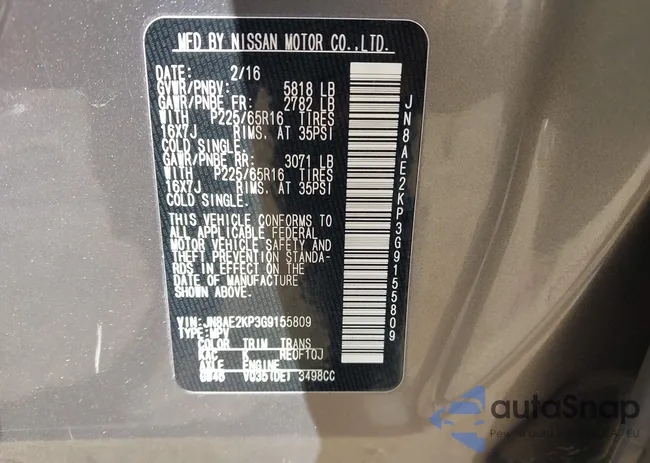 MFD BY NISSAN MOTOR CO.,LTD.
DATE: 2/16
GVWR/PNBV: 5818 LB
GAWR/PNBE FR: 2782 LB
WITH P225/65R16 TIRES
16X7J RIMS. AT 35PSI
COLD SINGLE.
GAWR/PNBE RR: 3071 LB
WITH P225/65R16 TIRES
16X7J RIMS. AT 35PSI
COLD SINGLE.
THIS VEHICLE CONFORMS TO
ALL APPLICABLE FEDERAL
MOTOR VEHICLE SAFETY AND
THEFT PREVENTION STANDA-
RDS IN EFFECT ON THE
DATE OF MANUFACTURE
SHOWN ABOVE.
VIN: JN8AE2KP3G9155809
TYPE: MPV
COLOR TRIM TRANS
KAC K RE0F10J
AXLE ENGINE
VQ35(DE) 3498CC
JN8AE2KP3G9155809
autoSnap